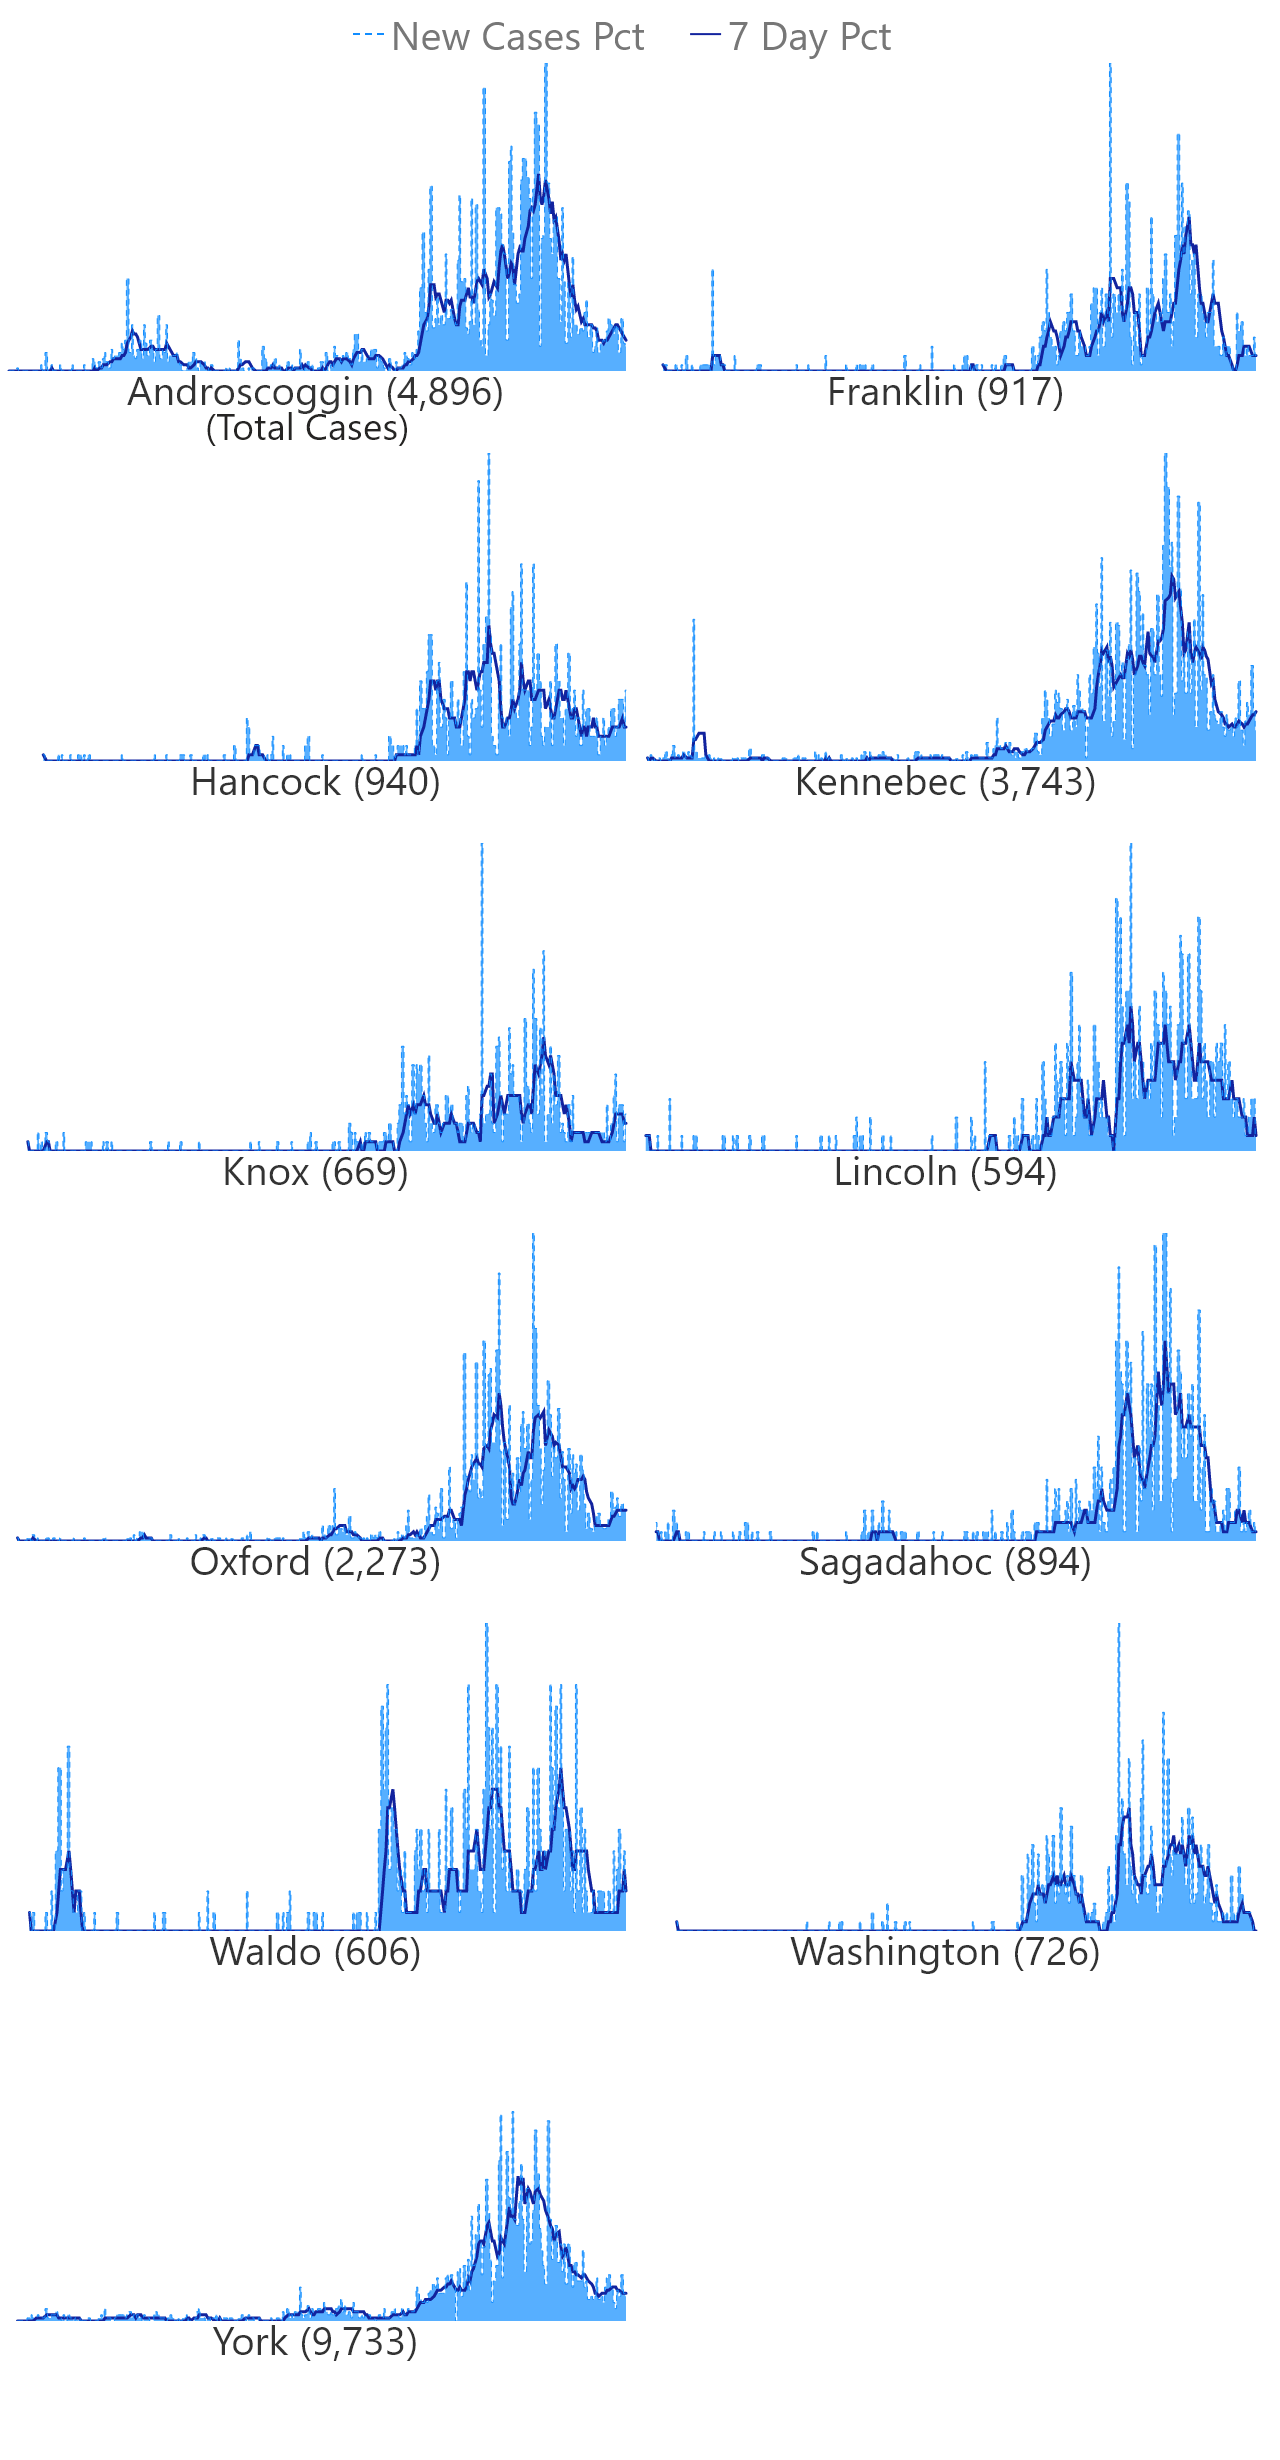 New Cases Pct 7 Day Pct
Androscoggin (4,896) Franklin (917)
(Total Cases)
Hancock (940) Kennebec (3,743)
Knox (669) Lincoln (594)
Oxford (2,273) Sagadahoc (894)
Waldo (606) Washington (726)
York (9,733)